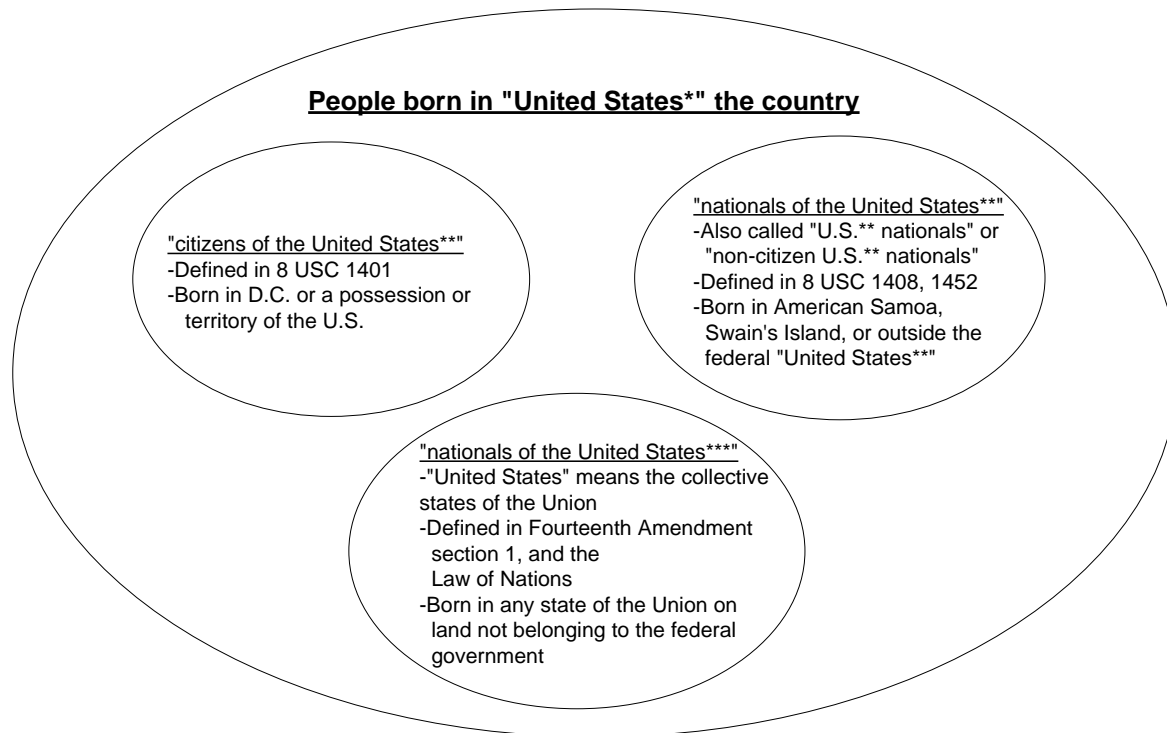 People born in "United States*" the country
"citizens of the United States**"
-Defined in 8 USC 1401
-Born in D.C. or a possession or
territory of the U.S.
"nationals of the United States**"
-Also called "U.S.** nationals" or
"non-citizen U.S.** nationals"
-Defined in 8 USC 1408, 1452
-Born in American Samoa,
Swain's Island, or outside the
federal "United States**"
"nationals of the United States***"
-"United States" means the collective
states of the Union
-Defined in Fourteenth Amendment
section 1, and the
Law of Nations
-Born in any state of the Union on
land not belonging to the federal
government